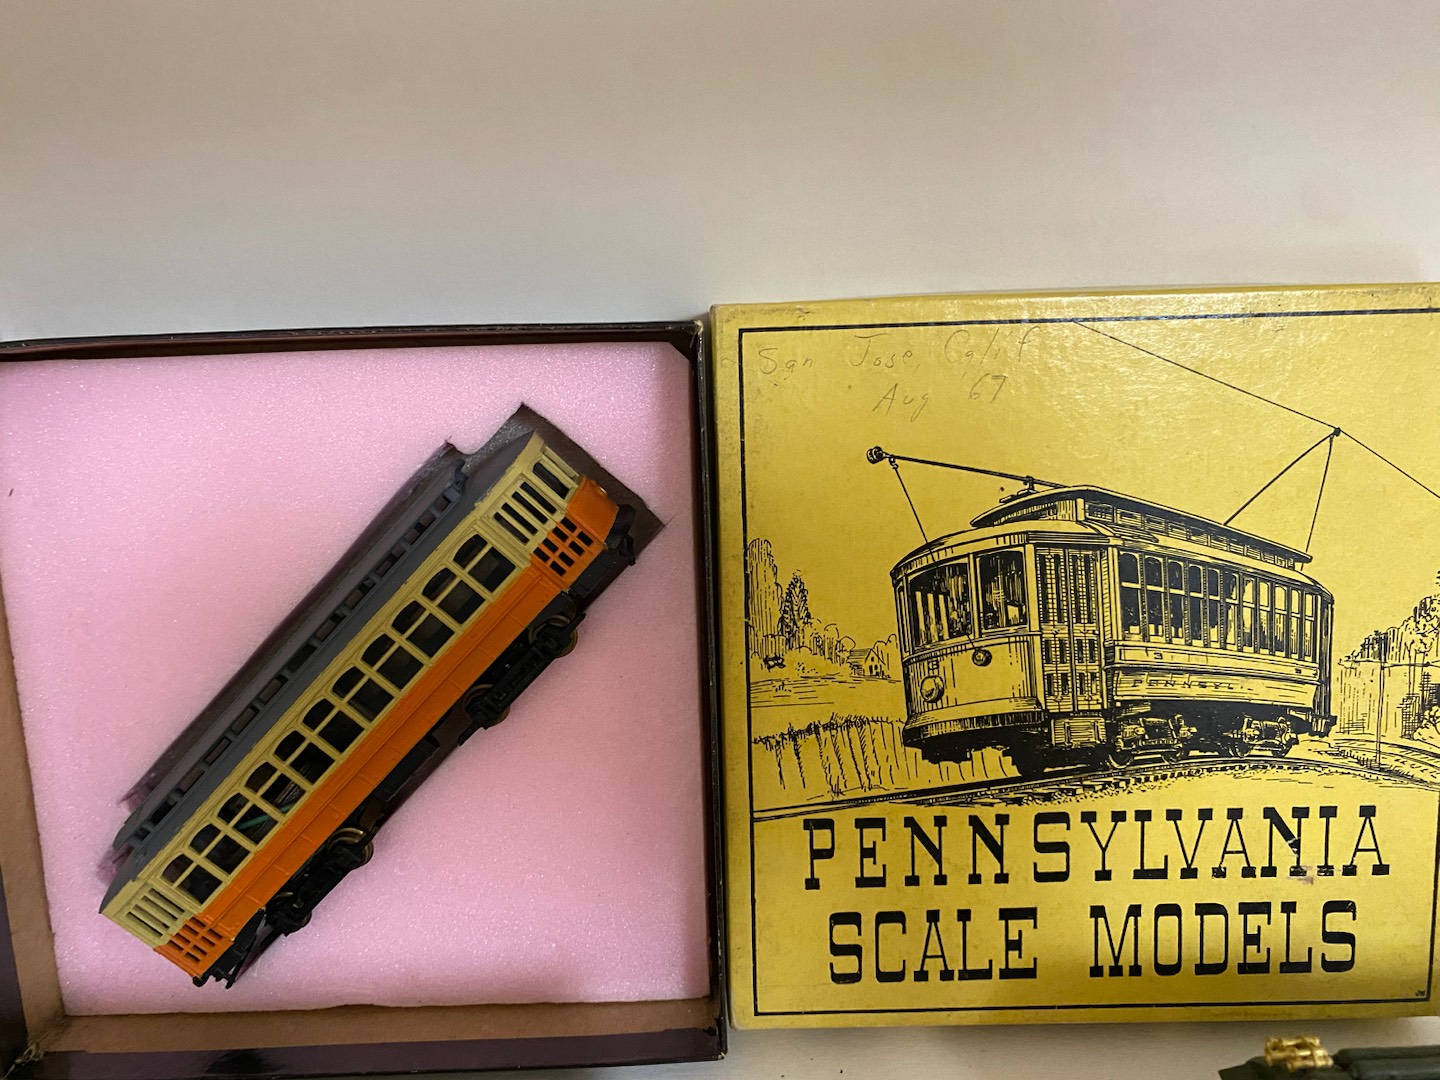 San Jose, Calif
Aug '67
PENNSYLVANIA
SCALE MODELS